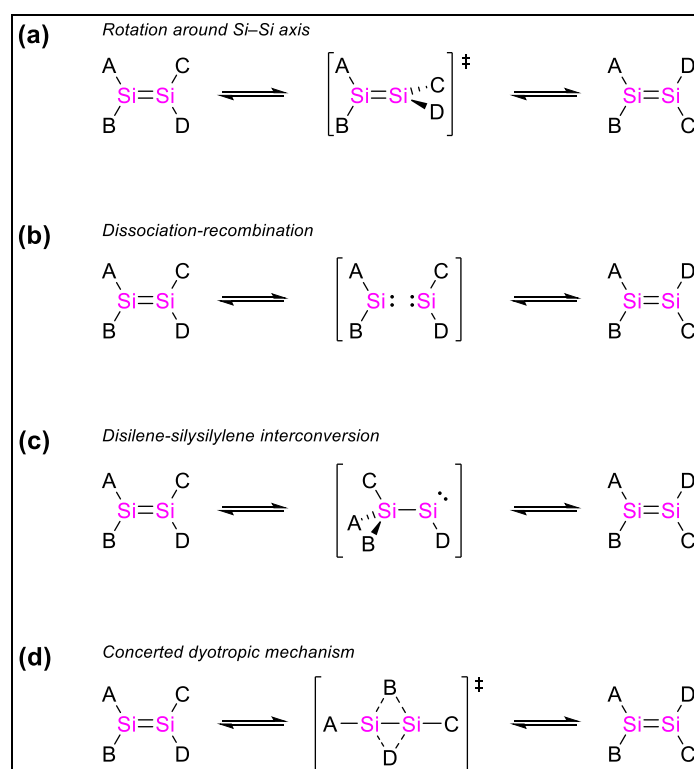 (a) Rotation around Si–Si axis
A C A ‡ D
Si=Si Si=Si C Si=Si
B D B D A B C
(b) Dissociation-recombination
A C A C A D
Si=Si Si: :Si Si=Si
B D B D B C
(c) Disilene-silysilylene interconversion
A C C A D
Si=Si A Si–Si: Si=Si
B D B D B C
(d) Concerted dyotropic mechanism
A C B ‡ A D
Si=Si A–Si–Si–C Si=Si
B D D B C